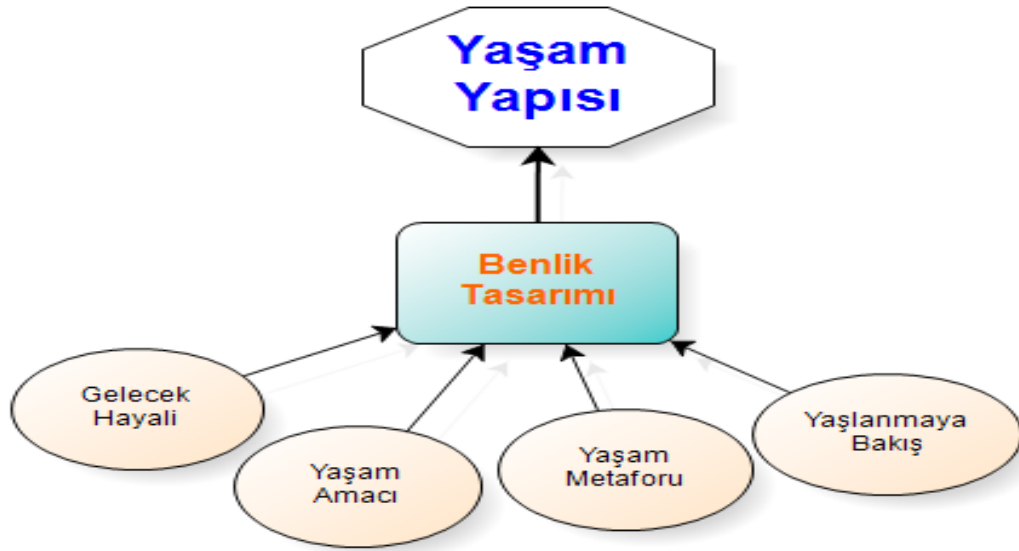 Yaşam
Yapısı
Benlik
Tasarımı
Gelecek
Hayali
Yaşam
Amacı
Yaşam
Metaforu
Yaşlanmaya
Bakış